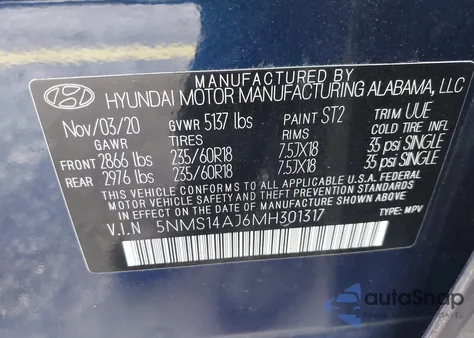 MANUFACTURED BY
HYUNDAI MOTOR MANUFACTURING ALABAMA, LLC
Nov/03/20 GVWR 5137 lbs PAINT ST2 TRIM UUE
GAWR TIRES RIMS COLD TIRE INFL
FRONT 2866 lbs 235/60R18 7.5JX18 35 psi SINGLE
REAR 2976 lbs 235/60R18 7.5JX18 35 psi SINGLE
THIS VEHICLE CONFORMS TO ALL APPLICABLE U.S.A. FEDERAL
MOTOR VEHICLE SAFETY AND THEFT PREVENTION STANDARDS
IN EFFECT ON THE DATE OF MANUFACTURE SHOWN ABOVE.
V.I.N 5NMS14AJ6MH301317 TYPE: MPV
autoSnap